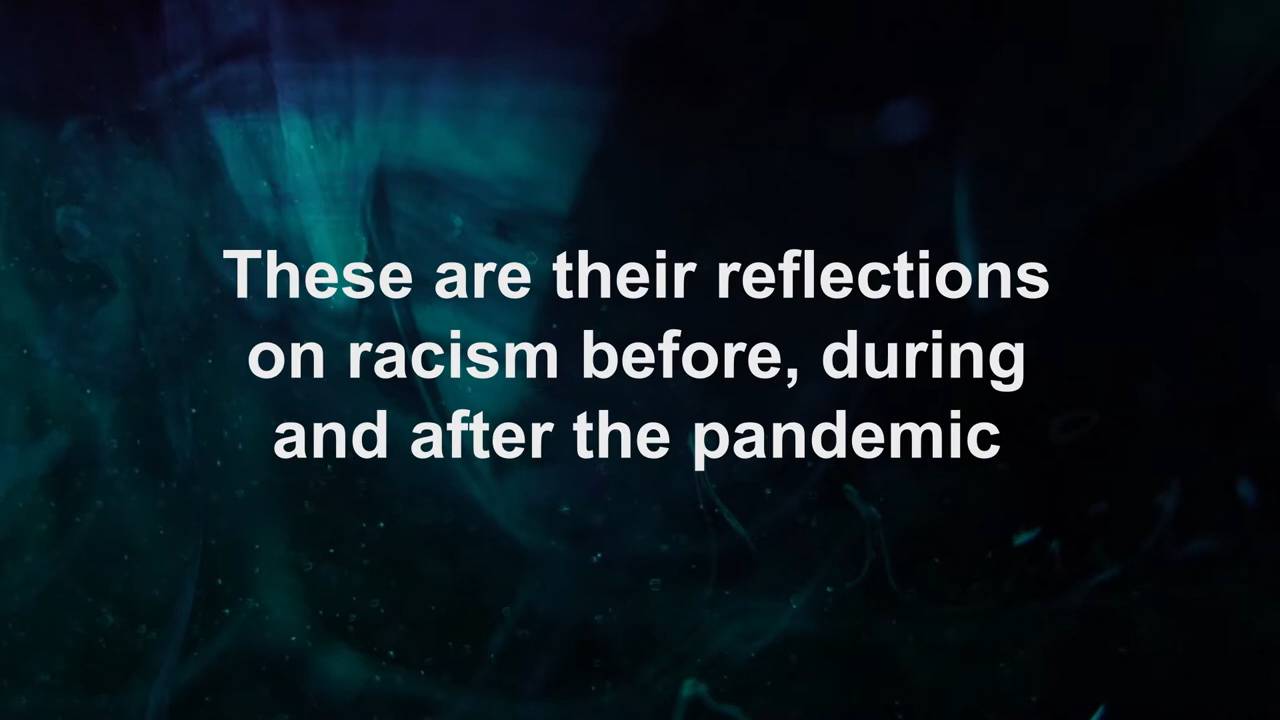 These are their reflections
on racism before, during
and after the pandemic